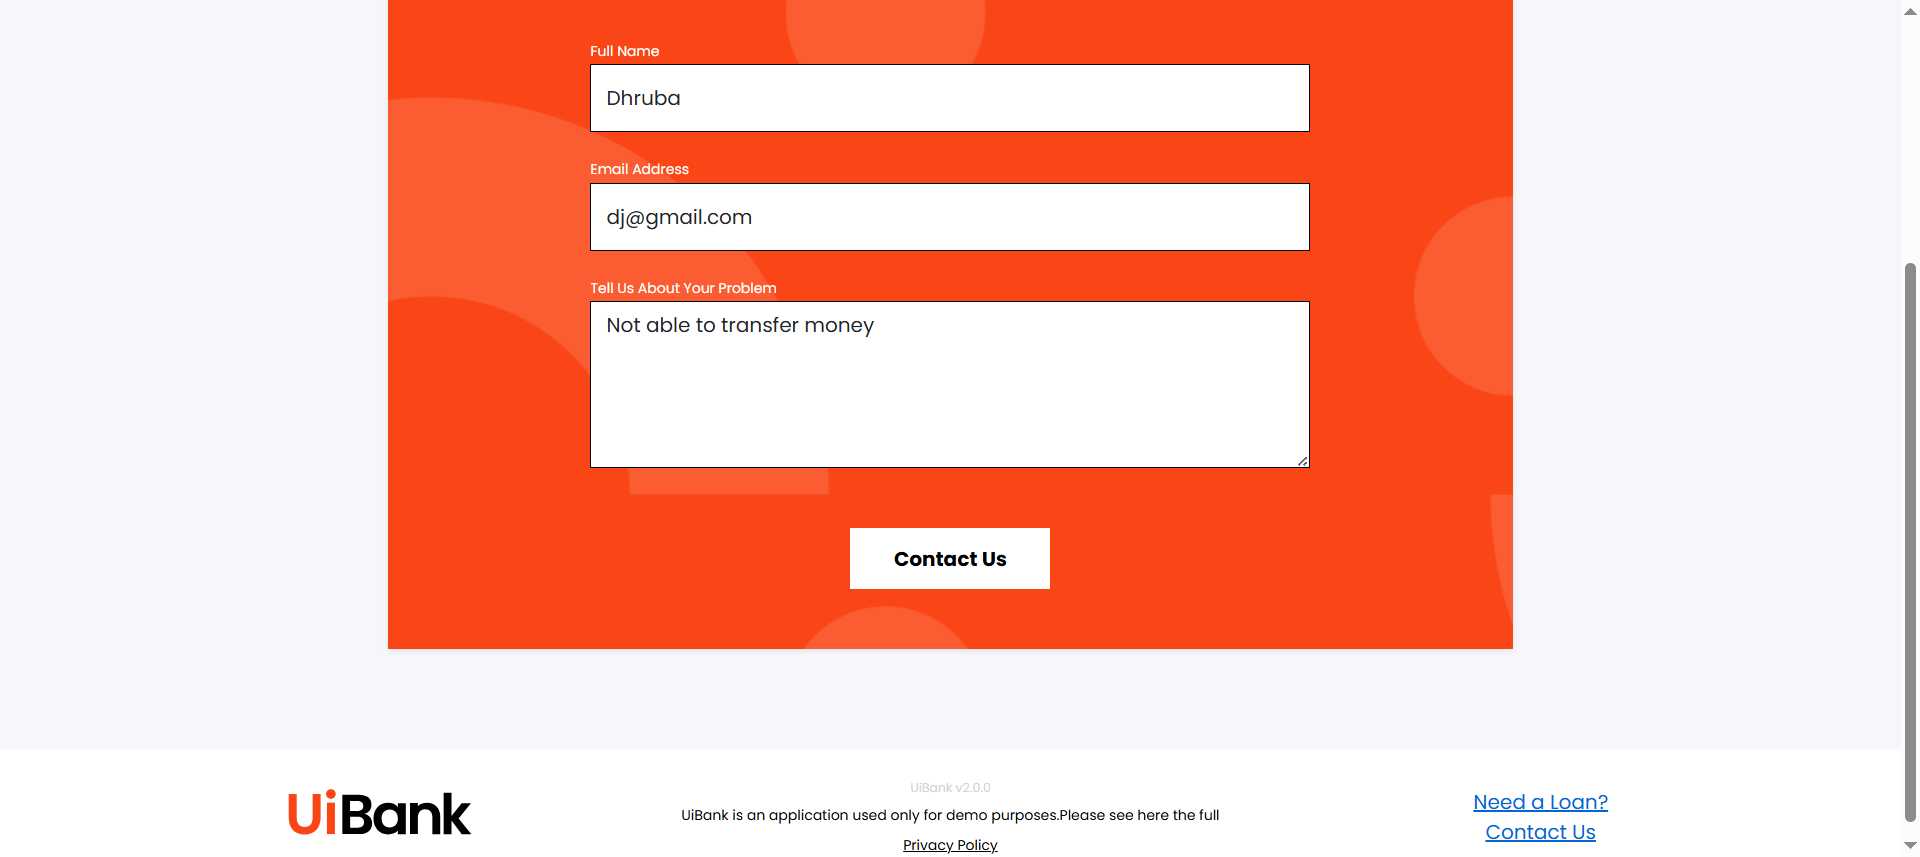 Full Name
Dhruba
Email Address
dj@gmail.com
Tell Us About Your Problem
Not able to transfer money
Contact Us
UiBank
UiBank v2.0.0
UiBank is an application used only for demo purposes.Please see here the full
Privacy Policy
Need a Loan?
Contact Us